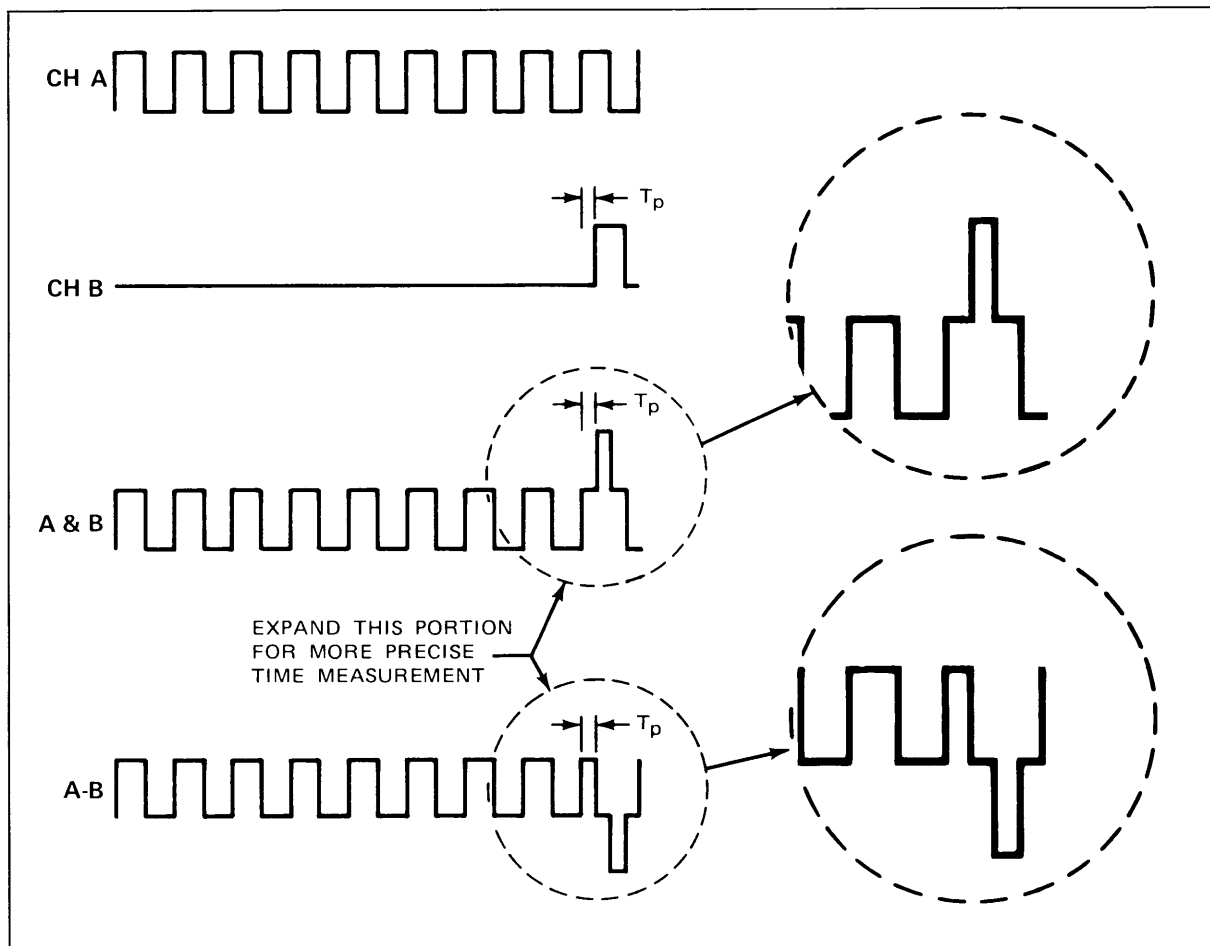 CH A
Tp
CH B
Tp
A & B
EXPAND THIS PORTION
FOR MORE PRECISE
TIME MEASUREMENT
Tp
A-B